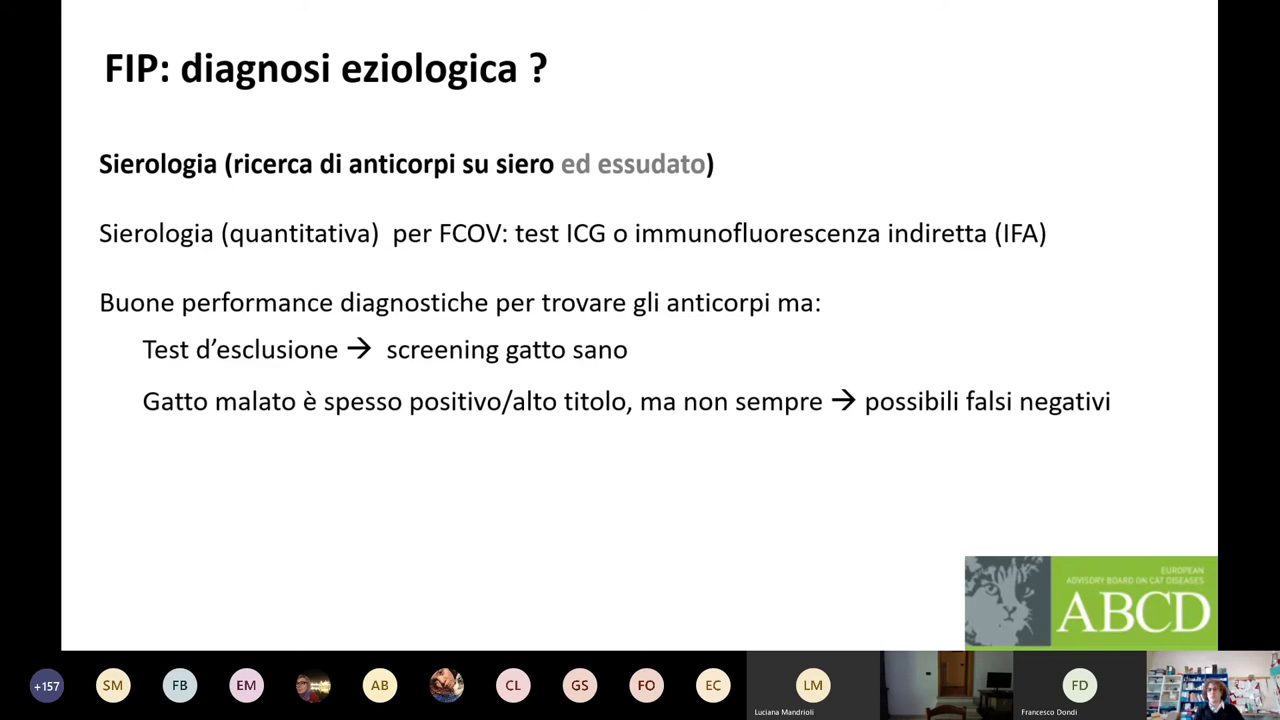 FIP: diagnosi eziologica ?
Sierologia (ricerca di anticorpi su siero ed essudato)
Sierologia (quantitativa)  per FCOV: test ICG o immunofluorescenza indiretta (IFA)
Buone performance diagnostiche per trovare gli anticorpi ma:
Test d’esclusione → screening gatto sano
Gatto malato è spesso positivo/alto titolo, ma non sempre → possibili falsi negativi
EUROPEAN
ADVISORY BOARD ON CAT DISEASES
ABCD
+157 SM FB EM AB CL GS FO EC LM FD
Luciana Mandrioli Francesco Dondi